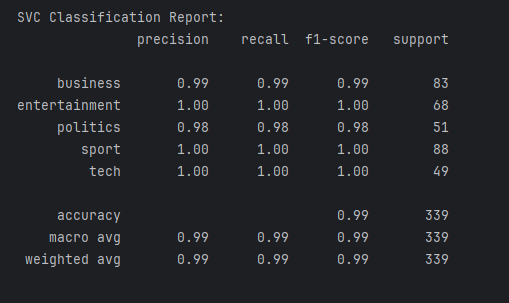 SVC Classification Report:
precision recall f1-score support
business 0.99 0.99 0.99 83
entertainment 1.00 1.00 1.00 68
politics 0.98 0.98 0.98 51
sport 1.00 1.00 1.00 88
tech 1.00 1.00 1.00 49
accuracy 0.99 339
macro avg 0.99 0.99 0.99 339
weighted avg 0.99 0.99 0.99 339